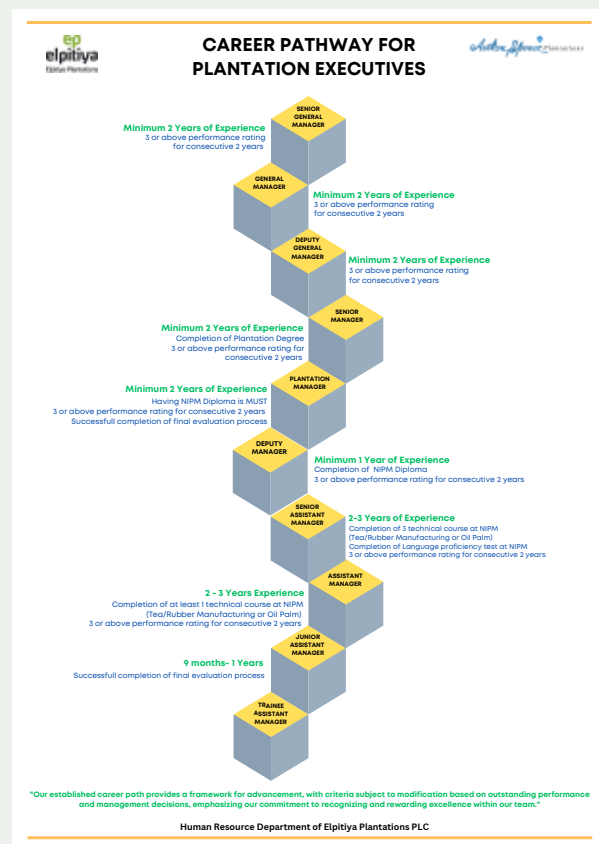 ep
elpitiya
Elpitiya Plantations
CAREER PATHWAY FOR
PLANTATION EXECUTIVES
Aitken Spence Plantations
SENIOR
GENERAL
MANAGER
Minimum 2 Years of Experience
3 or above performance rating
for consecutive 2 years
GENERAL
MANAGER
Minimum 2 Years of Experience
3 or above performance rating
for consecutive 2 years
DEPUTY
GENERAL
MANAGER
Minimum 2 Years of Experience
3 or above performance rating
for consecutive 2 years
SENIOR
MANAGER
Minimum 2 Years of Experience
Completion of Plantation Degree
3 or above performance rating for
consecutive 2 years
PLANTATION
MANAGER
Minimum 2 Years of Experience
Having NIPM Diploma is MUST
3 or above performance rating for consecutive 2 years
Successfull completion of final evaluation process
DEPUTY
MANAGER
Minimum 1 Year of Experience
Completion of NIPM Diploma
3 or above performance rating for consecutive 2 years
SENIOR
ASSISTANT
MANAGER
2-3 Years of Experience
Completion of 3 technical course at NIPM
(Tea/Rubber Manufacturing or Oil Palm)
Completion of Language proficiency test at NIPM
3 or above performance rating for consecutive 2 years
ASSISTANT
MANAGER
2 - 3 Years Experience
Completion of at least 1 technical course at NIPM
(Tea/Rubber Manufacturing or Oil Palm)
3 or above performance rating for consecutive 2 years
JUNIOR
ASSISTANT
MANAGER
9 months- 1 Years
Successfull completion of final evaluation process
TRAINEE
ASSISTANT
MANAGER
"Our established career path provides a framework for advancement, with criteria subject to modification based on outstanding performance
and management decisions, emphasizing our commitment to recognizing and rewarding excellence within our team."
Human Resource Department of Elpitiya Plantations PLC